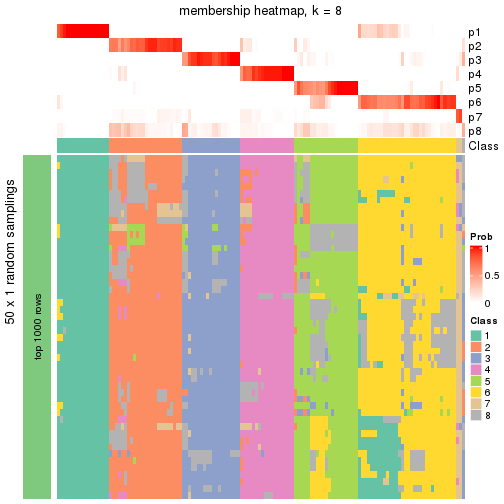 membership heatmap, k = 8
p1
p2
p3
p4
p5
p6
p7
p8
Class
50 x 1 random samplings
top 1000 rows
Prob
1
0.5
0
Class
1
2
3
4
5
6
7
8